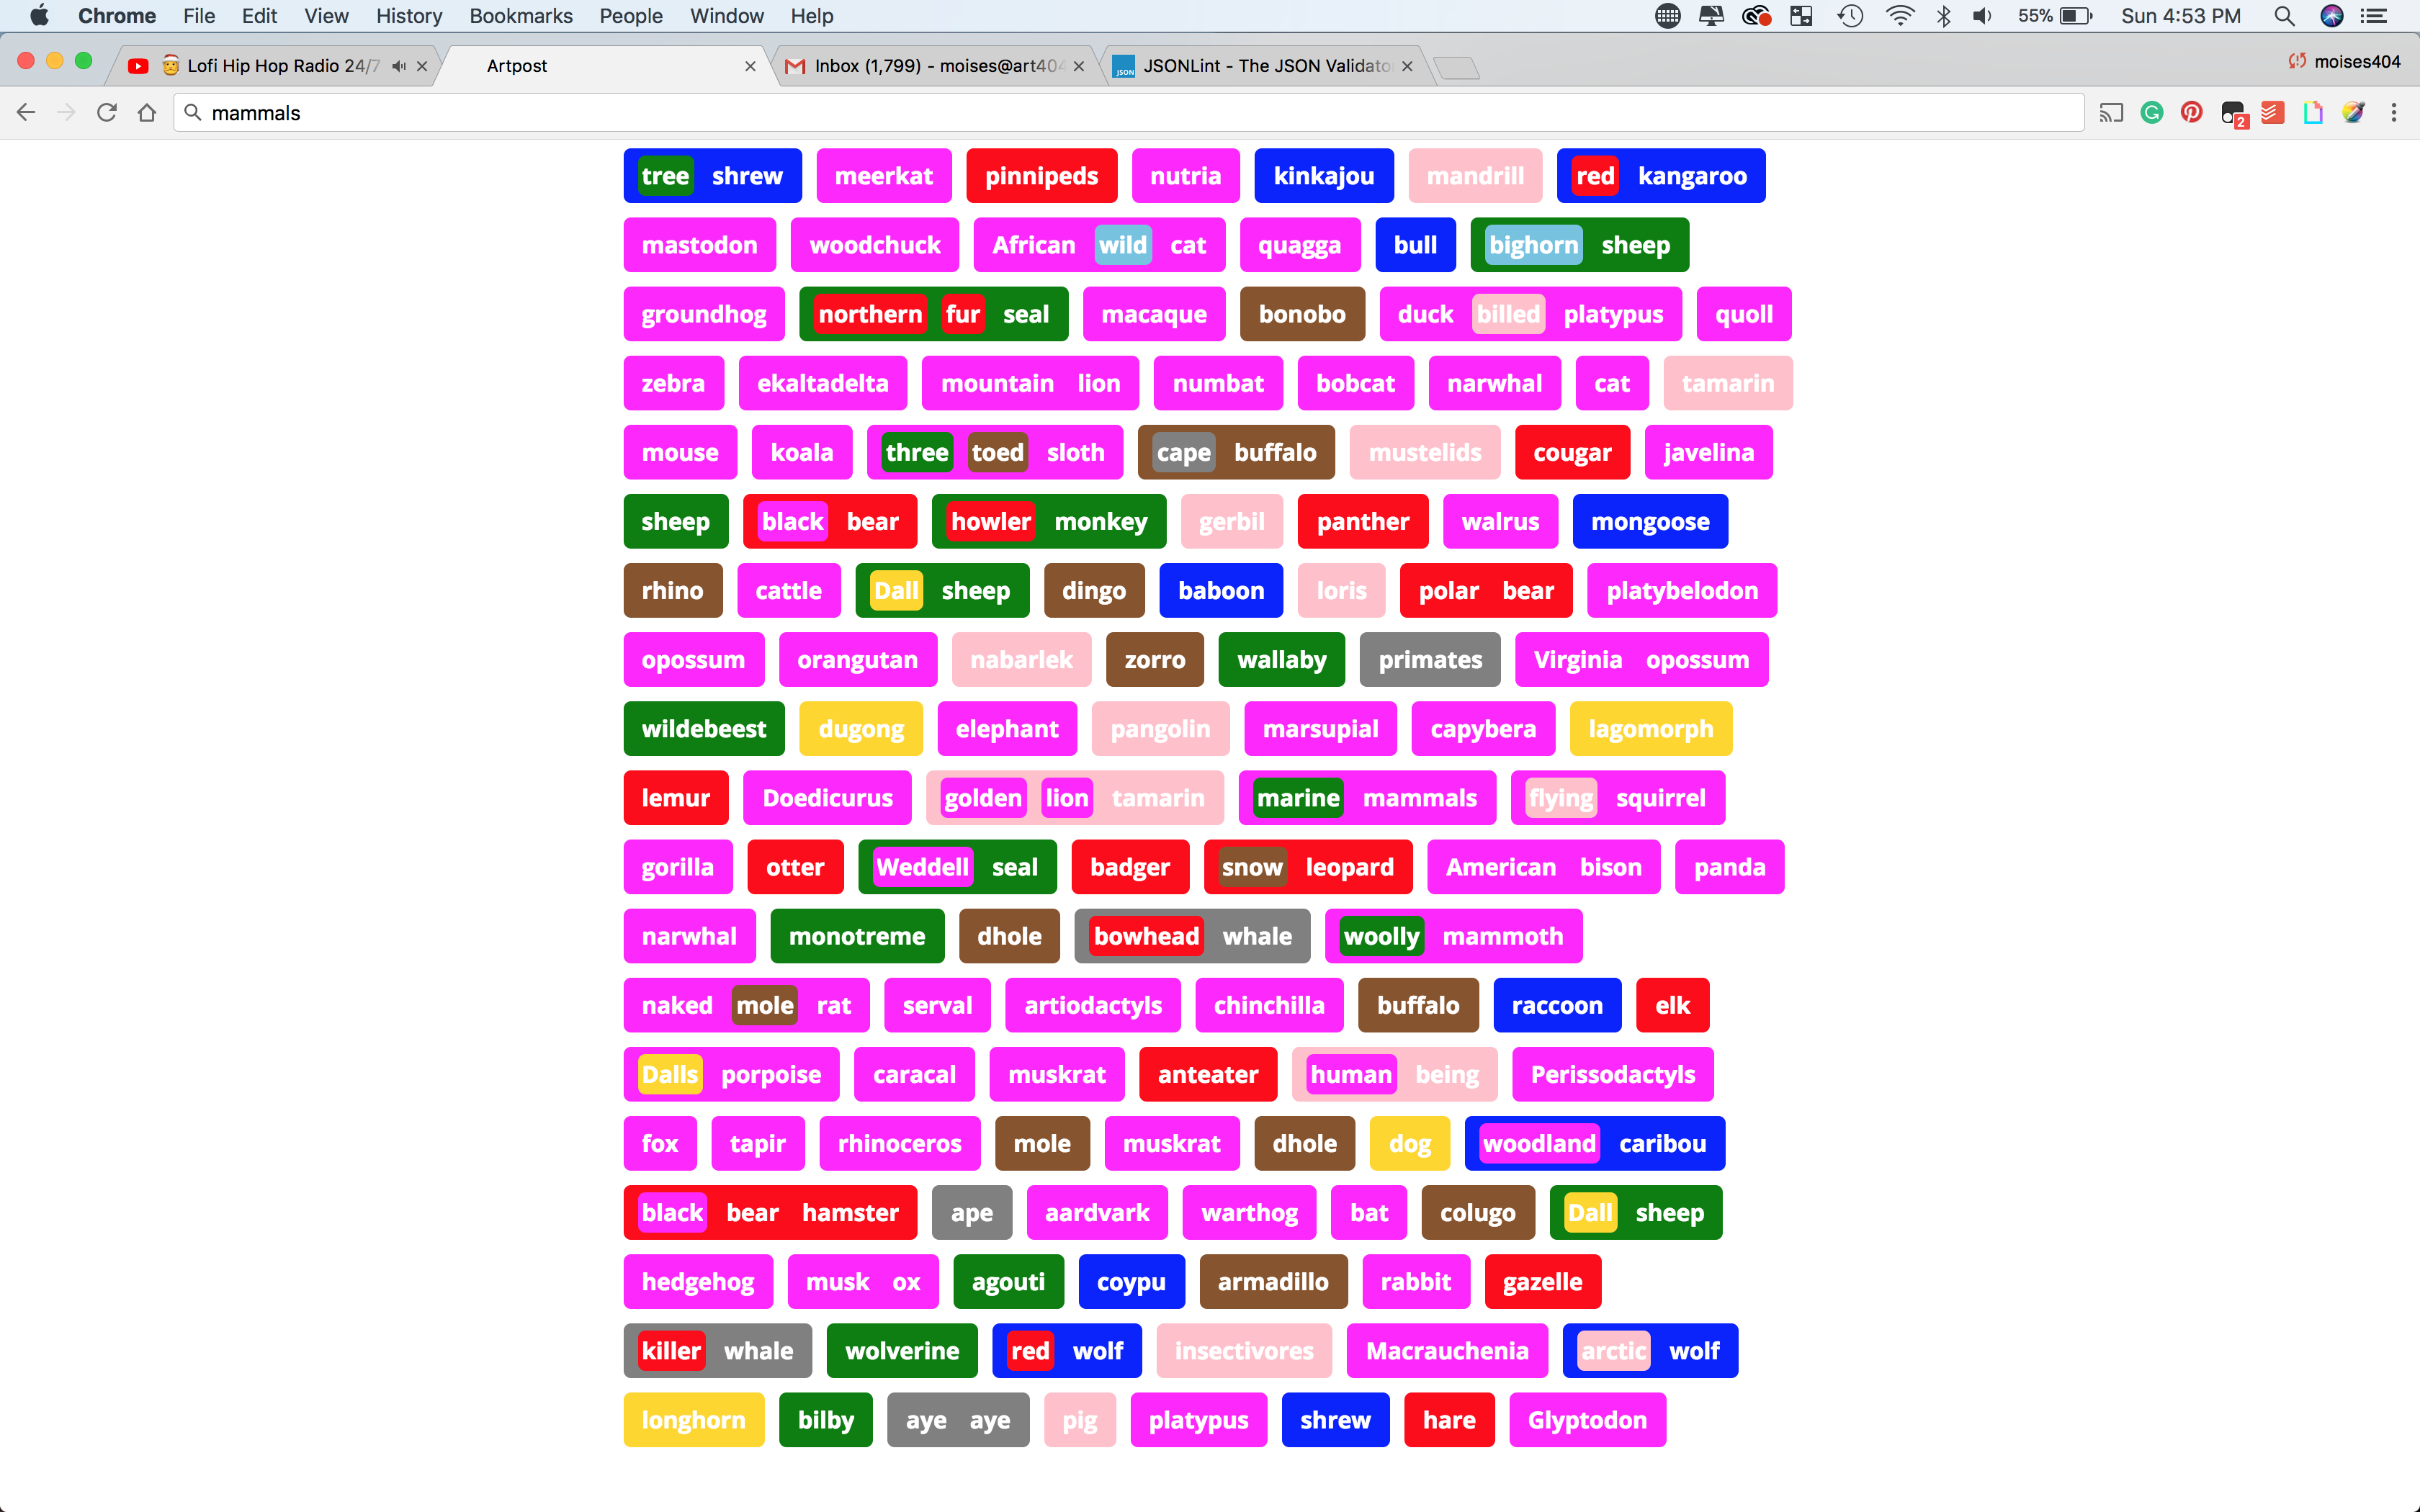 Chrome File Edit View History Bookmarks People Window Help 55% Sun 4:53 PM
Lofi Hip Hop Radio 24/7 Artpost Inbox (1,799) - moises@art404 JSON JSONLint - The JSON Validator moises404
mammals 2
tree shrew meerkat pinnipeds nutria kinkajou mandrill red kangaroo
mastodon woodchuck African wild cat quagga bull bighorn sheep
groundhog northern fur seal macaque bonobo duck billed platypus quoll
zebra ekaltadelta mountain lion numbat bobcat narwhal cat tamarin
mouse koala three toed sloth cape buffalo mustelids cougar javelina
sheep black bear howler monkey gerbil panther walrus mongoose
rhino cattle Dall sheep dingo baboon loris polar bear platybelodon
opossum orangutan nabarlek zorro wallaby primates Virginia opossum
wildebeest dugong elephant pangolin marsupial capybera lagomorph
lemur Doedicurus golden lion tamarin marine mammals flying squirrel
gorilla otter Weddell seal badger snow leopard American bison panda
narwhal monotreme dhole bowhead whale woolly mammoth
naked mole rat serval artiodactyls chinchilla buffalo raccoon elk
Dalls porpoise caracal muskrat anteater human being Perissodactyls
fox tapir rhinoceros mole muskrat dhole dog woodland caribou
black bear hamster ape aardvark warthog bat colugo Dall sheep
hedgehog musk ox agouti coypu armadillo rabbit gazelle
killer whale wolverine red wolf insectivores Macrauchenia arctic wolf
longhorn bilby aye aye pig platypus shrew hare Glyptodon